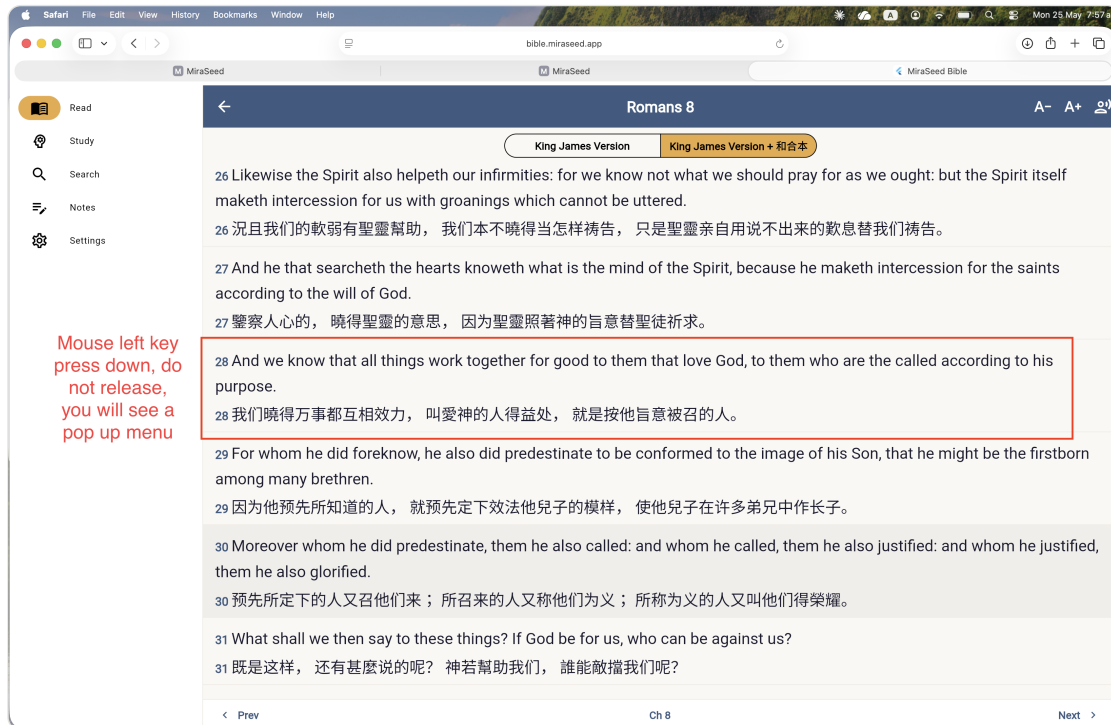 Safari File Edit View History Bookmarks Window Help
A
Mon 25 May 7:57a
bible.miraseed.app
M MiraSeed
M MiraSeed
MiraSeed Bible
Read
Study
Search
Notes
Settings
Romans 8
A- A+
King James Version
King James Version + 和合本
26 Likewise the Spirit also helpeth our infirmities: for we know not what we should pray for as we ought: but the Spirit itself
maketh intercession for us with groanings which cannot be uttered.
26 況且我们的軟弱有聖靈幫助， 我们本不曉得当怎样祷告， 只是聖靈亲自用说不出来的歎息替我们祷告。
27 And he that searcheth the hearts knoweth what is the mind of the Spirit, because he maketh intercession for the saints
according to the will of God.
27 鑒察人心的， 曉得聖靈的意思， 因为聖靈照著神的旨意替聖徒祈求。
Mouse left key
press down, do
not release,
you will see a
pop up menu
28 And we know that all things work together for good to them that love God, to them who are the called according to his
purpose.
28 我们曉得万事都互相效力， 叫愛神的人得益处， 就是按他旨意被召的人。
29 For whom he did foreknow, he also did predestinate to be conformed to the image of his Son, that he might be the firstborn
among many brethren.
29 因为他预先所知道的人， 就预先定下效法他兒子的模样， 使他兒子在许多弟兄中作长子。
30 Moreover whom he did predestinate, them he also called: and whom he called, them he also justified: and whom he justified,
them he also glorified.
30 预先所定下的人又召他们来； 所召来的人又称他们为义； 所称为义的人又叫他们得榮耀。
31 What shall we then say to these things? If God be for us, who can be against us?
31 既是这样， 还有甚麼说的呢？ 神若幫助我们， 誰能敵擋我们呢？
Prev
Ch 8
Next